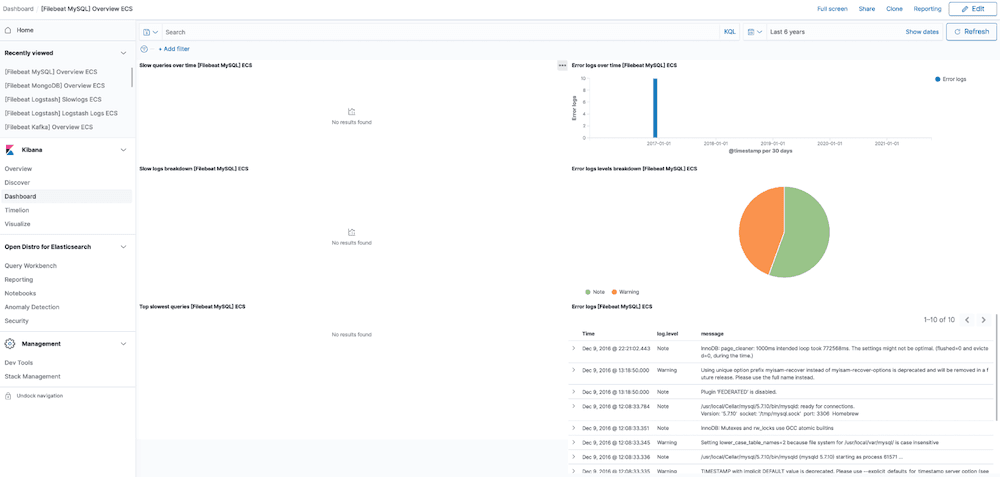 Dashboard / [Filebeat MySQL] Overview ECS
Full screen Share Clone Reporting Edit
Home
Search KQL Last 6 years Show dates Refresh
+ Add filter
Recently viewed
[Filebeat MySQL] Overview ECS
[Filebeat MongoDB] Overview ECS
[Filebeat Logstash] Slowlogs ECS
[Filebeat Logstash] Logstash Logs ECS
[Filebeat Kafka] Overview ECS
Kibana
Overview
Discover
Dashboard
Timelion
Visualize
Open Distro for Elasticsearch
Query Workbench
Reporting
Notebooks
Anomaly Detection
Security
Management
Dev Tools
Stack Management
Undock navigation
Slow queries over time [Filebeat MySQL] ECS
No results found
Error logs over time [Filebeat MySQL] ECS
Error logs
10
8
6
4
2
0
2017-01-01 2018-01-01 2019-01-01 2020-01-01 2021-01-01
@timestamp per 30 days
Error logs
Slow logs breakdown [Filebeat MySQL] ECS
No results found
Error logs levels breakdown [Filebeat MySQL] ECS
Note Warning
Top slowest queries [Filebeat MySQL] ECS
No results found
Error logs [Filebeat MySQL] ECS
1–10 of 10
Time log.level message
Dec 9, 2016 @ 22:21:02.443 Note InnoDB: page_cleaner: 1000ms intended loop took 772568ms. The settings might not be optimal. (flushed=0 and evicte
d=0, during the time.)
Dec 9, 2016 @ 13:18:50.000 Warning Using unique option prefix myisam-recover instead of myisam-recover-options is deprecated and will be removed in a f
uture release. Please use the full name instead.
Dec 9, 2016 @ 13:18:50.000 Note Plugin 'FEDERATED' is disabled.
Dec 9, 2016 @ 12:08:33.784 Note /usr/local/Cellar/mysql/5.7.10/bin/mysqld: ready for connections.
Version: '5.7.10' socket: '/tmp/mysql.sock' port: 3306 Homebrew
Dec 9, 2016 @ 12:08:33.351 Note InnoDB: Mutexes and rw_locks use GCC atomic builtins
Dec 9, 2016 @ 12:08:33.345 Warning Setting lower_case_table_names=2 because file system for /usr/local/var/mysql/ is case insensitive
Dec 9, 2016 @ 12:08:33.336 Note /usr/local/Cellar/mysql/5.7.10/bin/mysqld (mysqld 5.7.10) starting as process 61571 ...
Dec 9, 2016 @ 12:08:33.335 Warning TIMESTAMP with implicit DEFAULT value is deprecated. Please use --explicit_defaults_for_timestamp server option (see